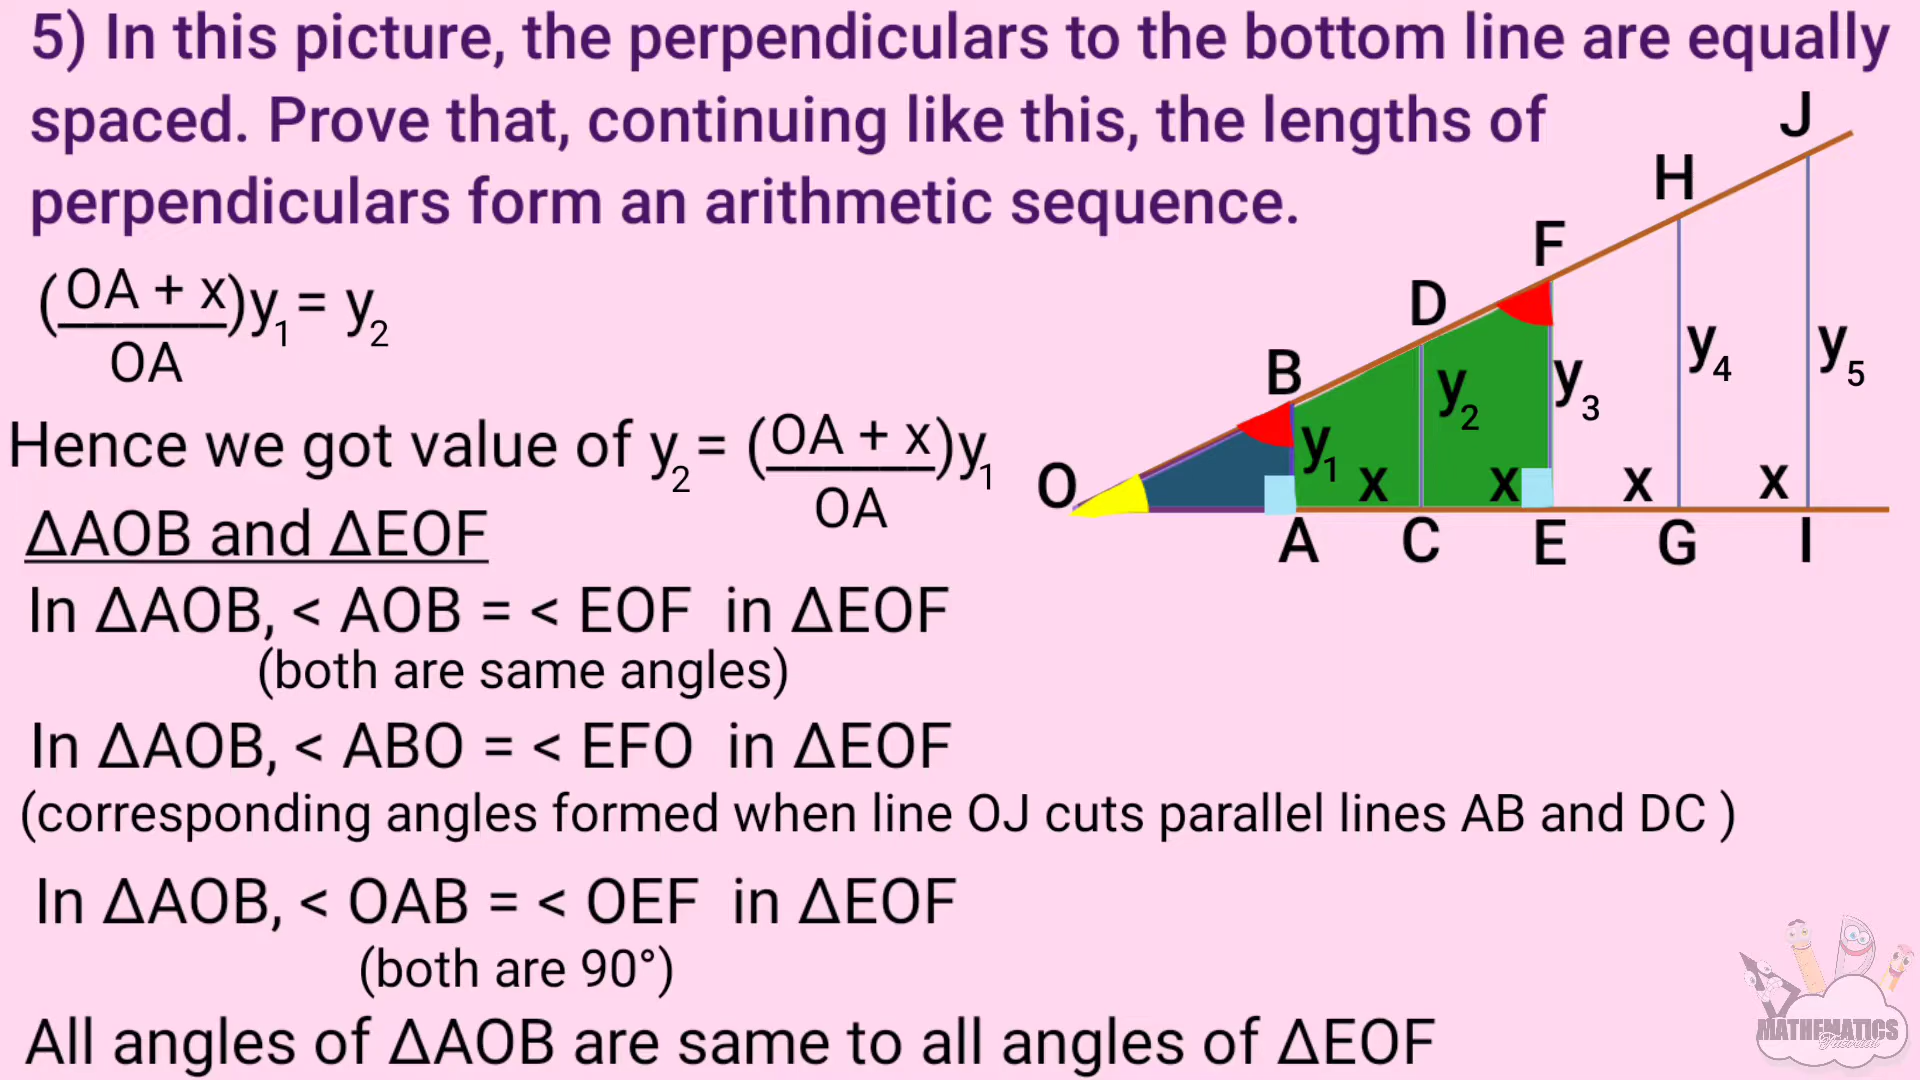 5) In this picture, the perpendiculars to the bottom line are equally
spaced. Prove that, continuing like this, the lengths of
perpendiculars form an arithmetic sequence.
(OA + x
OA)y1 = y2
Hence we got value of y2 = (OA + x
OA)y1
ΔAOB and ΔEOF
In ΔAOB, < AOB = < EOF in ΔEOF
(both are same angles)
In ΔAOB, < ABO = < EFO in ΔEOF
(corresponding angles formed when line OJ cuts parallel lines AB and DC )
In ΔAOB, < OAB = < OEF in ΔEOF
(both are 90°)
All angles of ΔAOB are same to all angles of ΔEOF
J
H
F
D
B
O
y1
y2
y3
y4
y5
x
x
x
x
A C E G I
MATHEMATICS
Tutorial